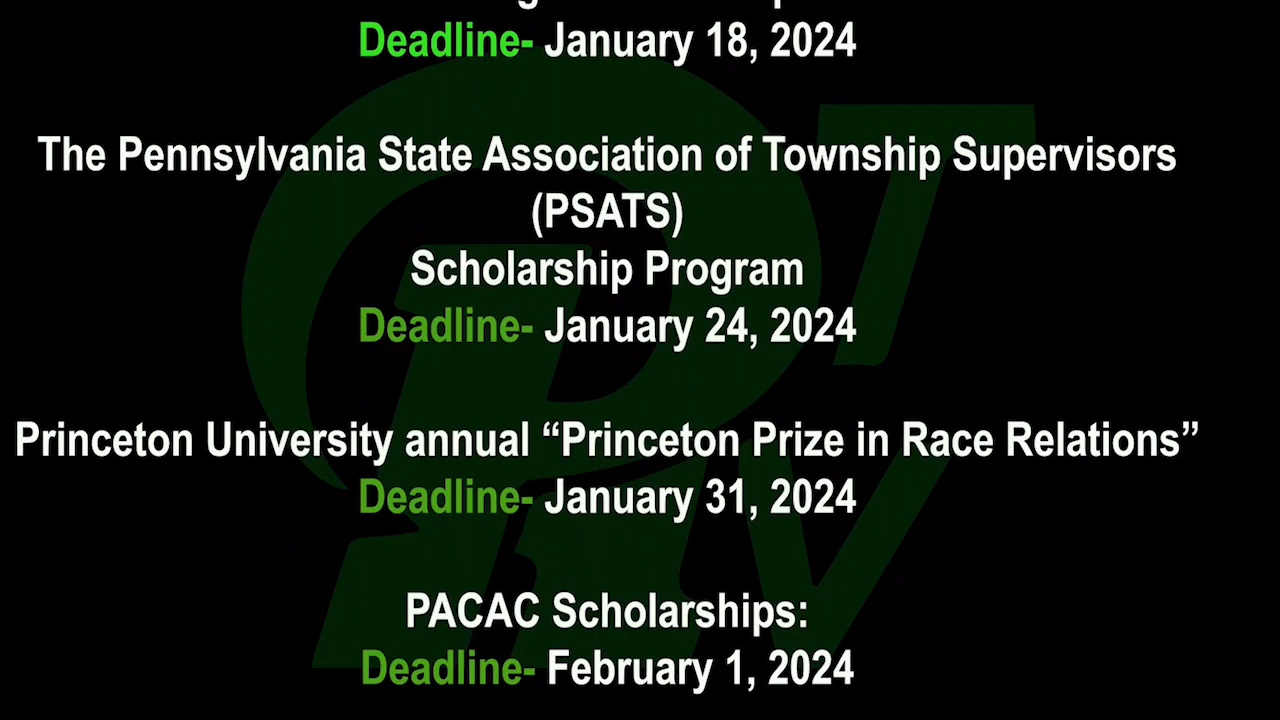 Deadline- January 18, 2024
The Pennsylvania State Association of Township Supervisors
(PSATS)
Scholarship Program
Deadline- January 24, 2024
Princeton University annual “Princeton Prize in Race Relations”
Deadline- January 31, 2024
PACAC Scholarships:
Deadline- February 1, 2024